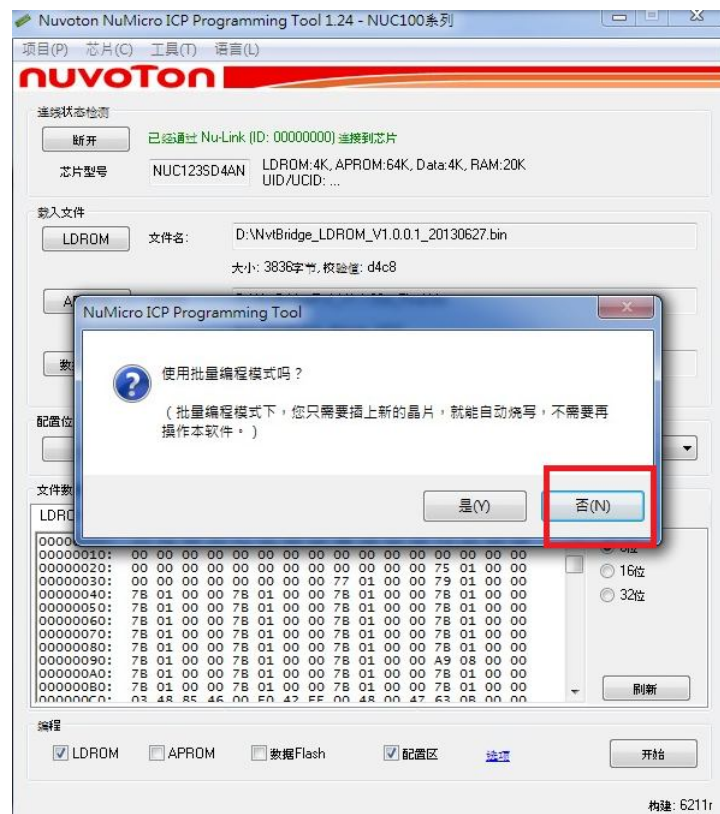 Nuvoton NuMicro ICP Programming Tool 1.24 - NUC100系列
项目(P) 芯片(C) 工具(T) 语言(L)
nuvoTon
连线状态检测
断开 已经通过 Nu-Link (ID: 00000000) 连接到芯片
芯片型号 NUC123SD4AN LDROM:4K, APROM:64K, Data:4K, RAM:20K
UID/UCID: ...
载入文件
LDROM 文件名: D:\NvtBridge_LDROM_V1.0.0.1_20130627.bin
大小: 3836字节, 校验值: d4c8
NuMicro ICP Programming Tool
使用批量编程模式吗？
（批量编程模式下，您只需要插上新的晶片，就能自动烧写，不需要再
操作本软件。）
配置位
是(Y) 否(N)
文件数
00000010: 00 00 00 00 00 00 00 00 00 00 00 00 00 00 00 00
00000020: 00 00 00 00 00 00 00 00 00 00 00 00 75 01 00 00
00000030: 00 00 00 00 00 00 00 00 77 01 00 00 79 01 00 00 16位
00000040: 7B 01 00 00 7B 01 00 00 7B 01 00 00 7B 01 00 00 32位
00000050: 7B 01 00 00 7B 01 00 00 7B 01 00 00 7B 01 00 00
00000060: 7B 01 00 00 7B 01 00 00 7B 01 00 00 7B 01 00 00
00000070: 7B 01 00 00 7B 01 00 00 7B 01 00 00 7B 01 00 00
00000080: 7B 01 00 00 7B 01 00 00 7B 01 00 00 7B 01 00 00
00000090: 7B 01 00 00 7B 01 00 00 7B 01 00 00 A9 08 00 00
000000A0: 7B 01 00 00 7B 01 00 00 7B 01 00 00 7B 01 00 00
000000B0: 7B 01 00 00 7B 01 00 00 7B 01 00 00 7B 01 00 00 刷新
000000C0: 03 48 85 46 00 F0 42 FF 00 48 00 47 63 0B 00 00
编程
LDROM APROM 数据Flash 配置区 选项 开始
构建: 6211r